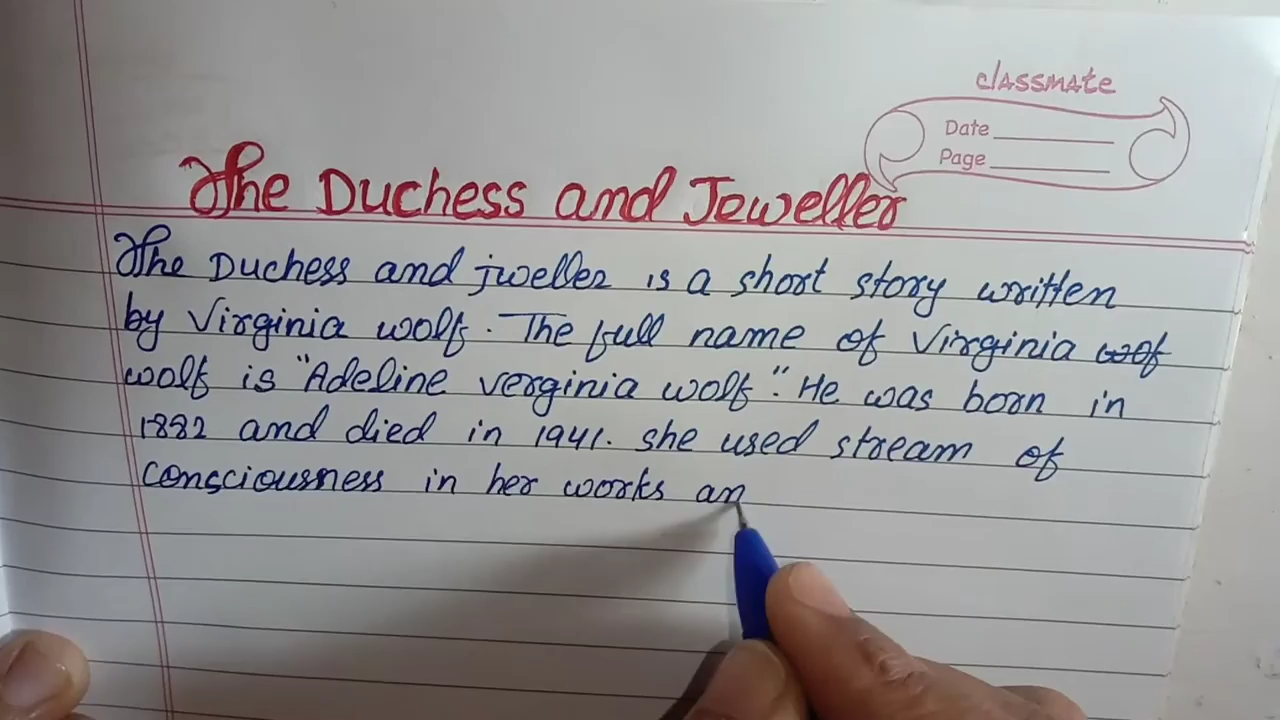 classmate
Date
Page
The Duchess and Jeweller
The Duchess and jweller is a short story written
by Virginia wolf. The full name of Virginia wof
wolf is "Adeline verginia wolf". He was born in
1882 and died in 1941. she used stream of
consciousness in her works an